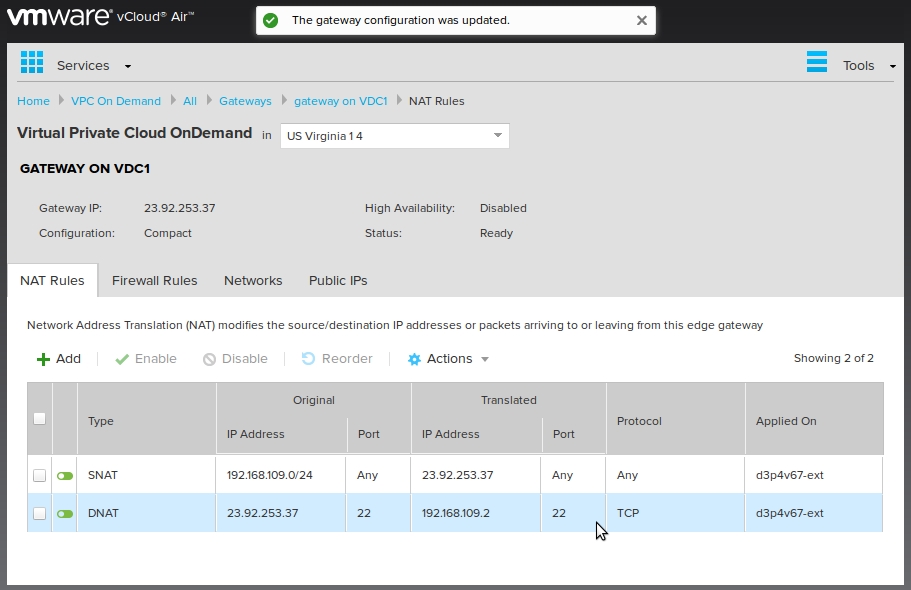 vmware® vCloud® Air™
The gateway configuration was updated.
Services
Tools
Home VPC On Demand All Gateways gateway on VDC1 NAT Rules
Virtual Private Cloud OnDemand in US Virginia 1 4
GATEWAY ON VDC1
Gateway IP: 23.92.253.37 High Availability: Disabled
Configuration: Compact Status: Ready
NAT Rules Firewall Rules Networks Public IPs
Network Address Translation (NAT) modifies the source/destination IP addresses or packets arriving to or leaving from this edge gateway
Add Enable Disable Reorder Actions Showing 2 of 2
Original Translated
Type Protocol Applied On
IP Address Port IP Address Port
SNAT 192.168.109.0/24 Any 23.92.253.37 Any Any d3p4v67-ext
DNAT 23.92.253.37 22 192.168.109.2 22 TCP d3p4v67-ext